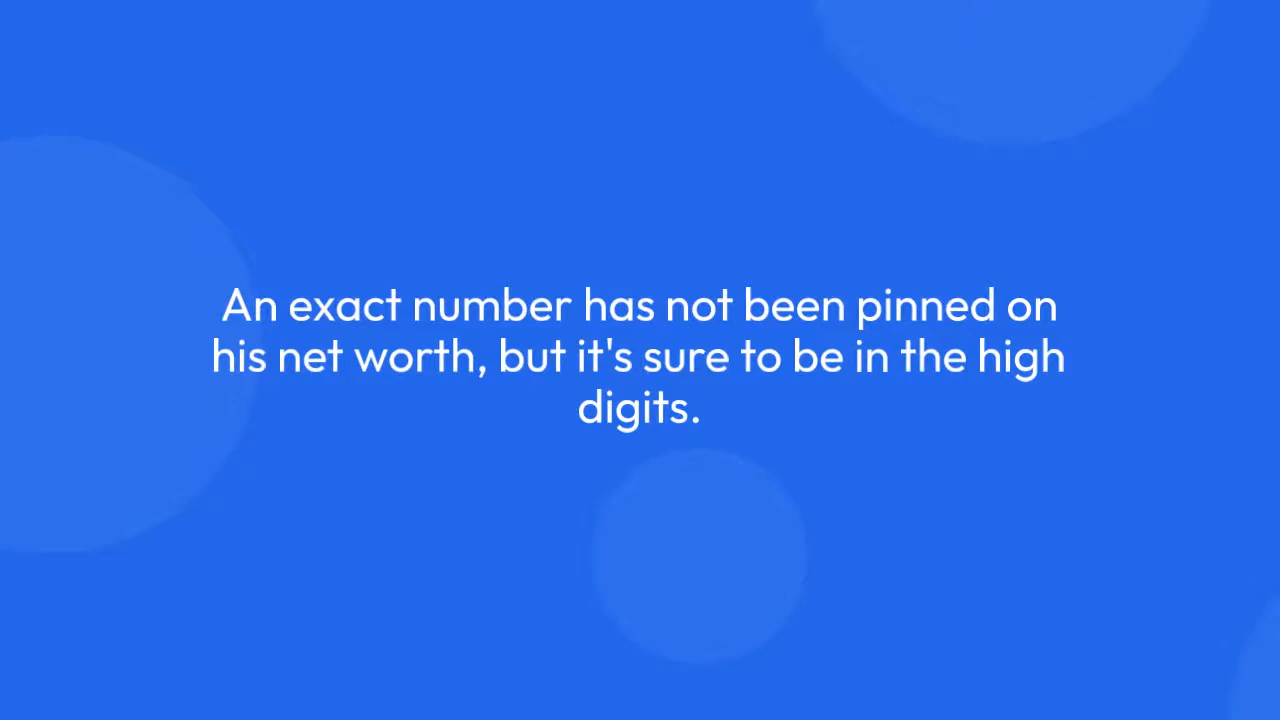 An exact number has not been pinned on
his net worth, but it's sure to be in the high
digits.